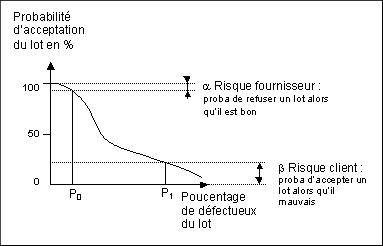 Probabilité
d'acceptation
du lot en %
100
50
0
α Risque fournisseur :
proba de refuser un lot alors
qu'il est bon
β Risque client :
proba d'accepter un
lot alors qu'il
mauvais
P0
P1
Poucentage
de défectueux
du lot